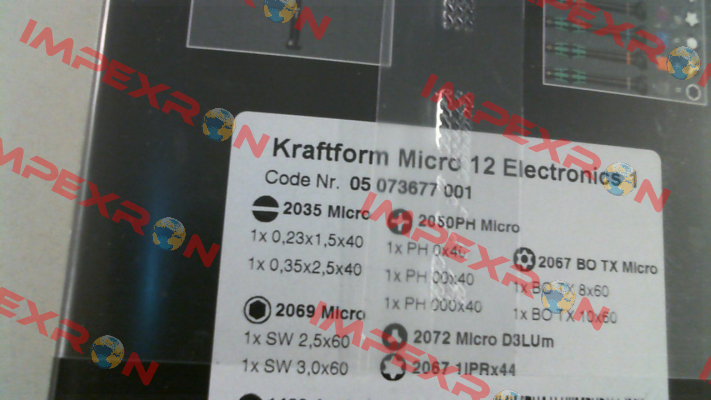 Kraftform Micro 12 Electronics 1
Code Nr. 05 073677 001
2035 Micro
1x 0,23x1,5x40
1x 0,35x2,5x40
2069 Micro
1x SW 2,5x60
1x SW 3,0x60
2050PH Micro
1x PH 0x40
1x PH 00x40
1x PH 000x40
2072 Micro D3LUm
2067 1IPRx44
2067 BO TX Micro
1x BO TX 8x60
1x BO TX 10x60
IMPEXRON
IMPEXRON
IMPEXRON
IMPEXRON
IMPEXRON
IMPEXRON
IMPEXRON